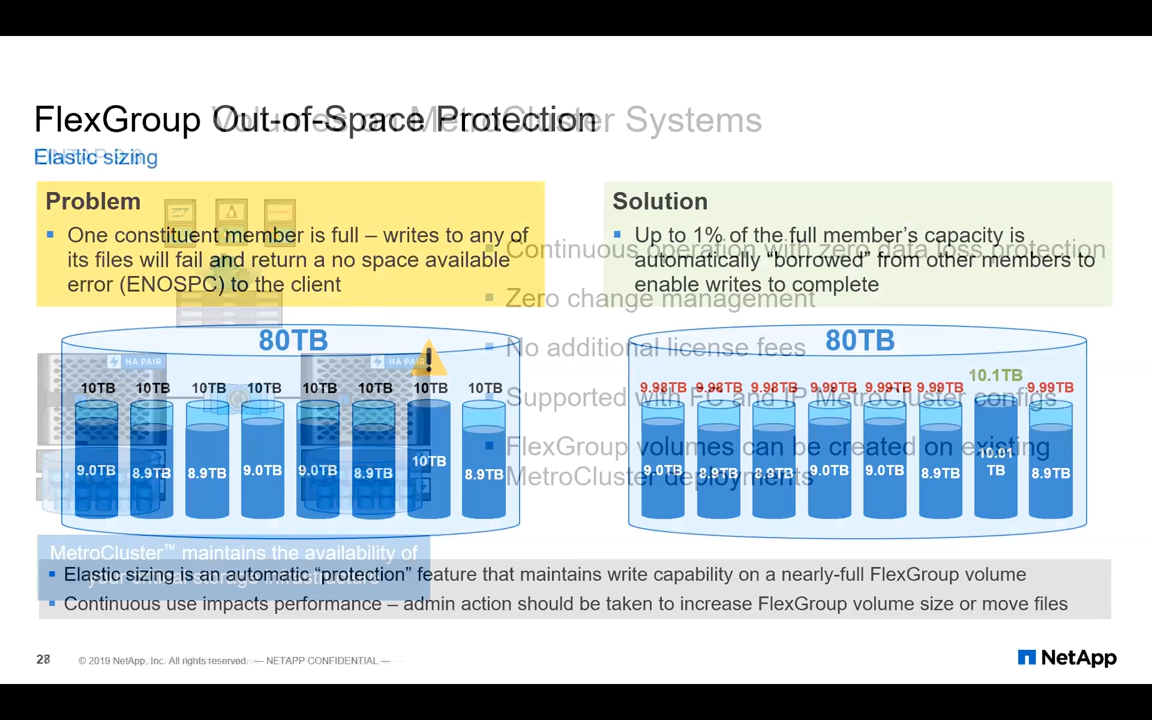 FlexGroup Out-of-Space Protection
Volumes on MetroCluster Systems
Elastic sizing
Problem
▪ One constituent member is full – writes to any of
its files will fail and return a no space available
error (ENOSPC) to the client
Solution
▪ Up to 1% of the full member’s capacity is
automatically “borrowed” from other members to
enable writes to complete
▪ Continuous operation with zero data loss protection
▪ Zero change management
▪ No additional license fees
▪ Supported with FC and IP MetroCluster configs
▪ FlexGroup volumes can be created on existing
MetroCluster deployments
HA PAIR
HA PAIR
80TB
10TB 10TB 10TB 10TB 10TB 10TB 10TB 10TB
9.0TB 8.9TB 8.9TB 9.0TB 9.0TB 8.9TB 10TB 8.9TB
80TB
9.98TB 9.98TB 9.98TB 9.99TB 9.99TB 9.99TB 10.1TB 9.99TB
9.0TB 8.9TB 8.9TB 9.0TB 9.0TB 8.9TB 10.01 8.9TB
TB
MetroCluster™ maintains the availability of
your critical storage infrastructure
▪ Elastic sizing is an automatic “protection” feature that maintains write capability on a nearly-full FlexGroup volume
▪ Continuous use impacts performance – admin action should be taken to increase FlexGroup volume size or move files
© 2019 NetApp, Inc. All rights reserved. — NETAPP CONFIDENTIAL —
NetApp